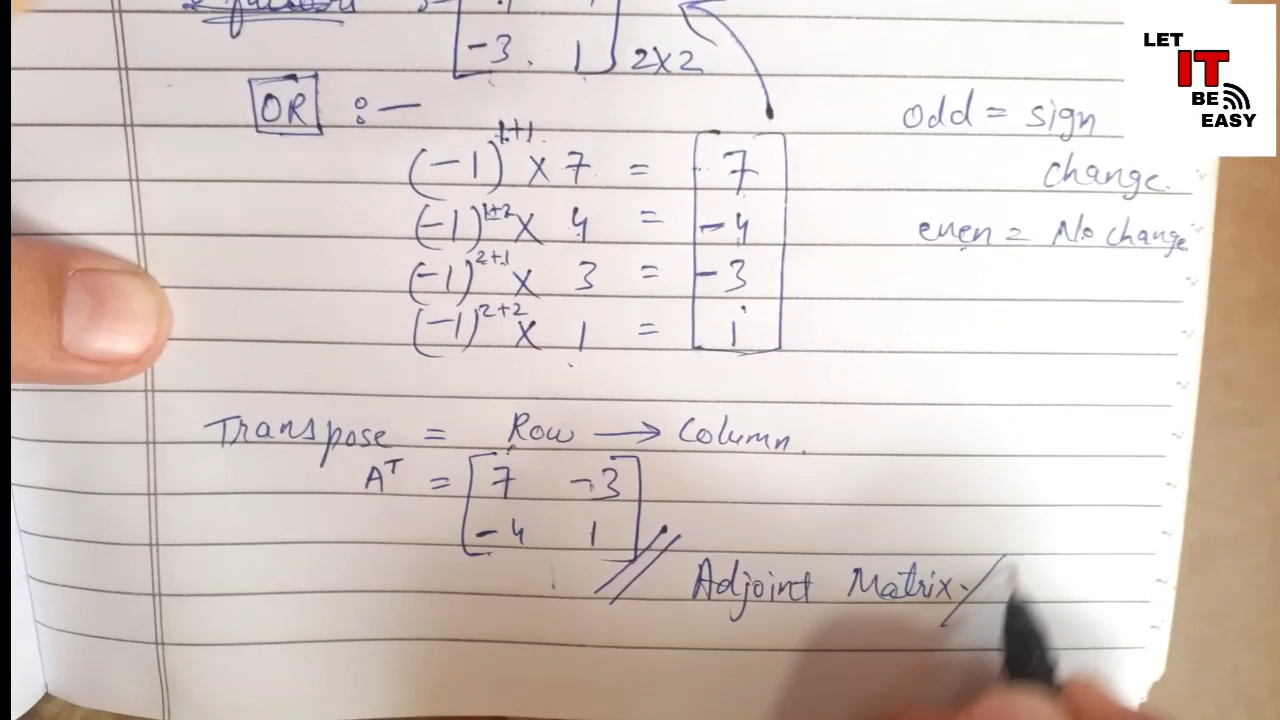 -3 1 2x2
LET
IT
BE
EASY
OR :—
odd = sign
change.
(-1)^1+1 x 7 = 7
(-1)^1+2 x 4 = -4
even = No change
(-1)^2+1 x 3 = -3
(-1)^2+2 x 1 = 1
Transpose = Row → Column.
A^T = [7 -3
-4 1]
// Adjoint Matrix./